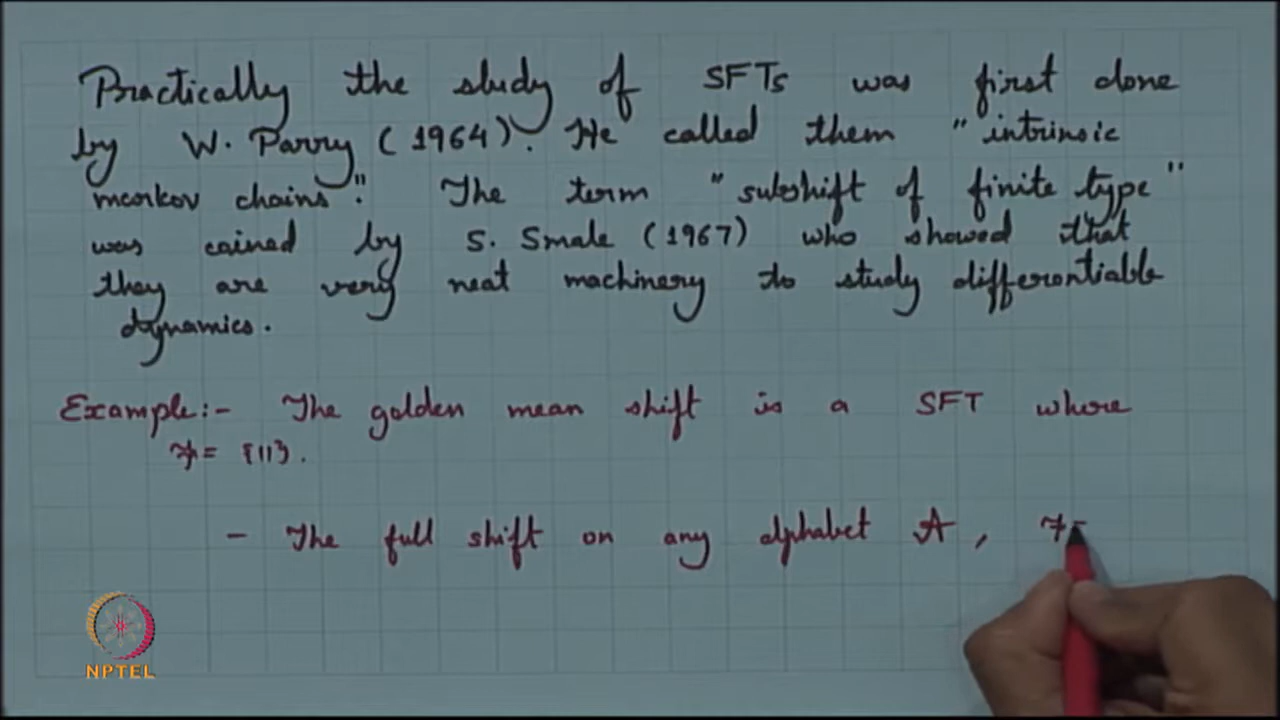 Practically the study of SFTs was first done
by W. Parry (1964). He called them "intrinsic
markov chains". The term "subshift of finite type"
was coined by S. Smale (1967) who showed that
they are very neat machinery to study differentiable
dynamics.
Example:- The golden mean shift is a SFT where
ℱ = {11}.
- The full shift on any alphabet A, ℱ =
NPTEL